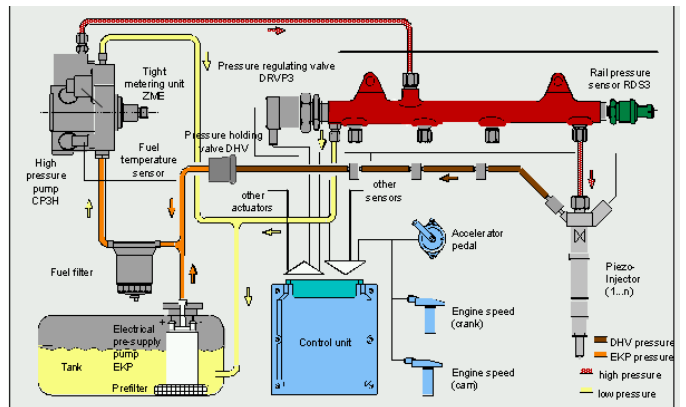 Tight
metering unit
ZME
Pressure regulating valve
DRVP3
Rail pressure
sensor RDS3
Fuel
temperature
sensor
Pressure holding
valve DHV
High
pressure
pump
CP3H
other
actuators
other
sensors
Accelerator
pedal
Fuel filter
Piezo-
Injector
(1...n)
Engine speed
(crank)
Electrical
pre-supply
pump
EKP
Tank
Prefilter
Control unit
Engine speed
(cam)
DHV pressure
EKP pressure
high pressure
low pressure